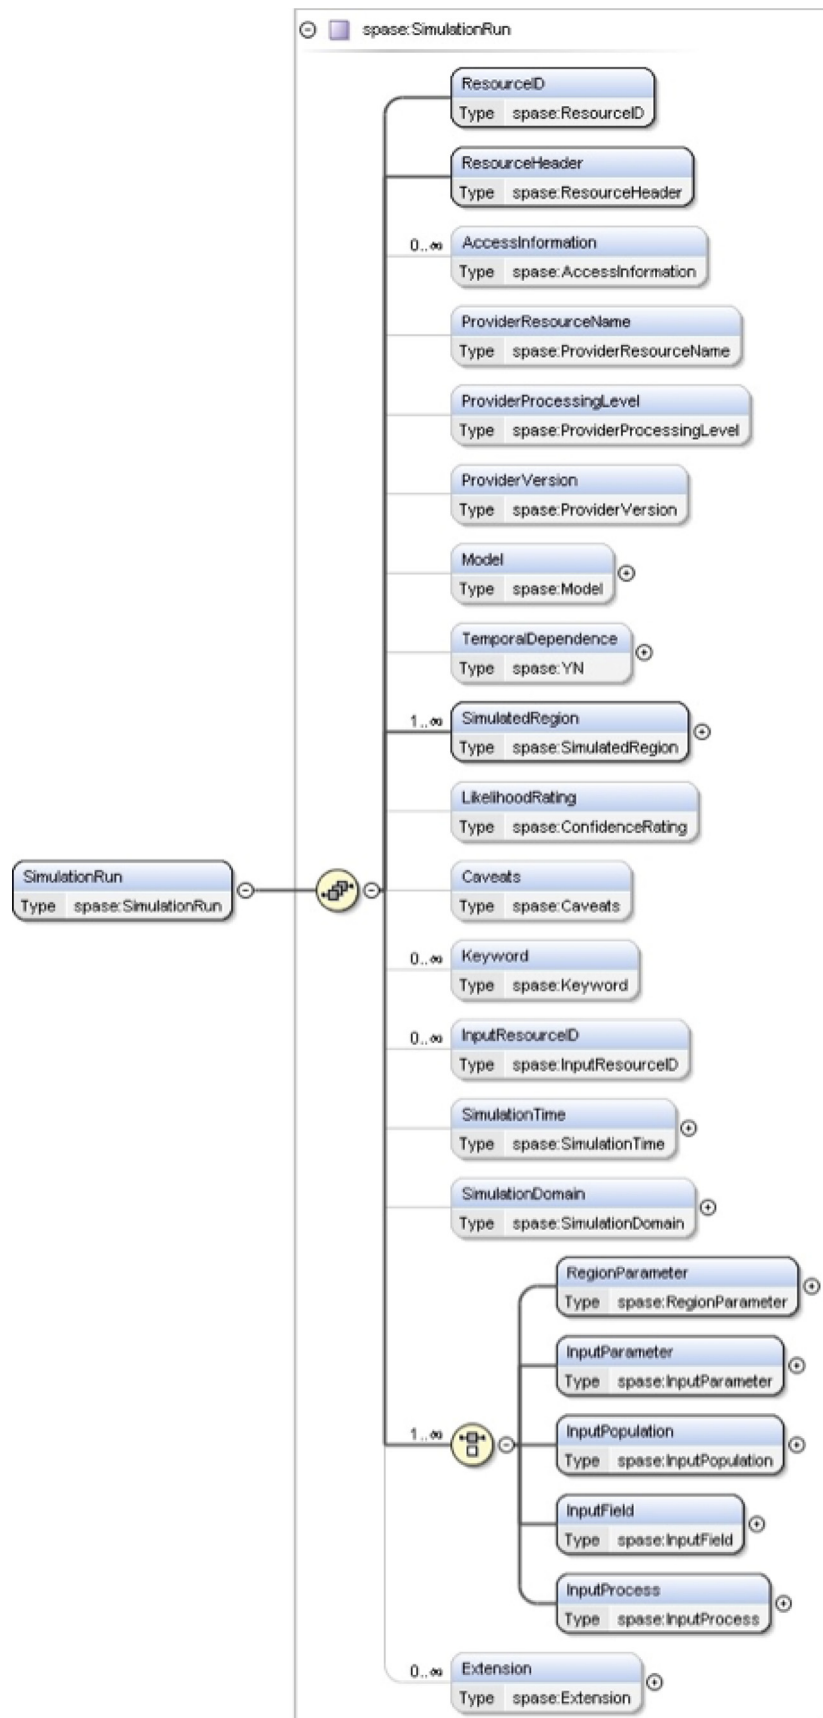 spase:SimulationRun
ResourceID
Type spase:ResourceID
ResourceHeader
Type spase:ResourceHeader
0..∞ AccessInformation
Type spase:AccessInformation
ProviderResourceName
Type spase:ProviderResourceName
ProviderProcessingLevel
Type spase:ProviderProcessingLevel
ProviderVersion
Type spase:ProviderVersion
Model
Type spase:Model
TemporalDependence
Type spase:YN
1..∞ SimulatedRegion
Type spase:SimulatedRegion
LikelihoodRating
Type spase:ConfidenceRating
SimulationRun
Type spase:SimulationRun
Caveats
Type spase:Caveats
0..∞ Keyword
Type spase:Keyword
0..∞ InputResourceID
Type spase:InputResourceID
SimulationTime
Type spase:SimulationTime
SimulationDomain
Type spase:SimulationDomain
RegionParameter
Type spase:RegionParameter
InputParameter
Type spase:InputParameter
1..∞
InputPopulation
Type spase:InputPopulation
InputField
Type spase:InputField
InputProcess
Type spase:InputProcess
0..∞ Extension
Type spase:Extension